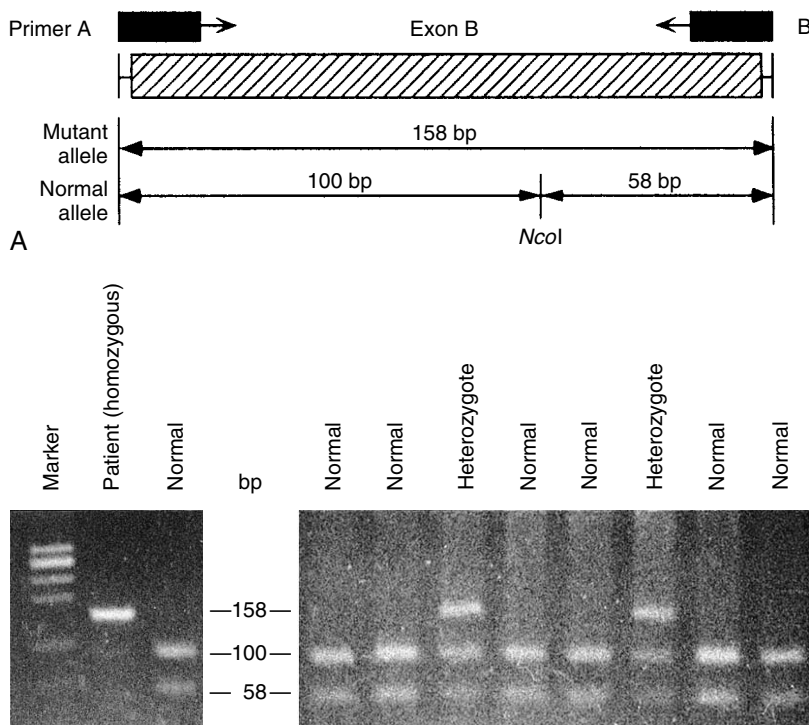 Primer A Exon B B
Mutant allele 158 bp
Normal allele 100 bp 58 bp
NcoI
A
Marker
Patient (homozygous)
Normal
bp
Normal
Normal
Heterozygote
Normal
Normal
Heterozygote
Normal
Normal
158
100
58